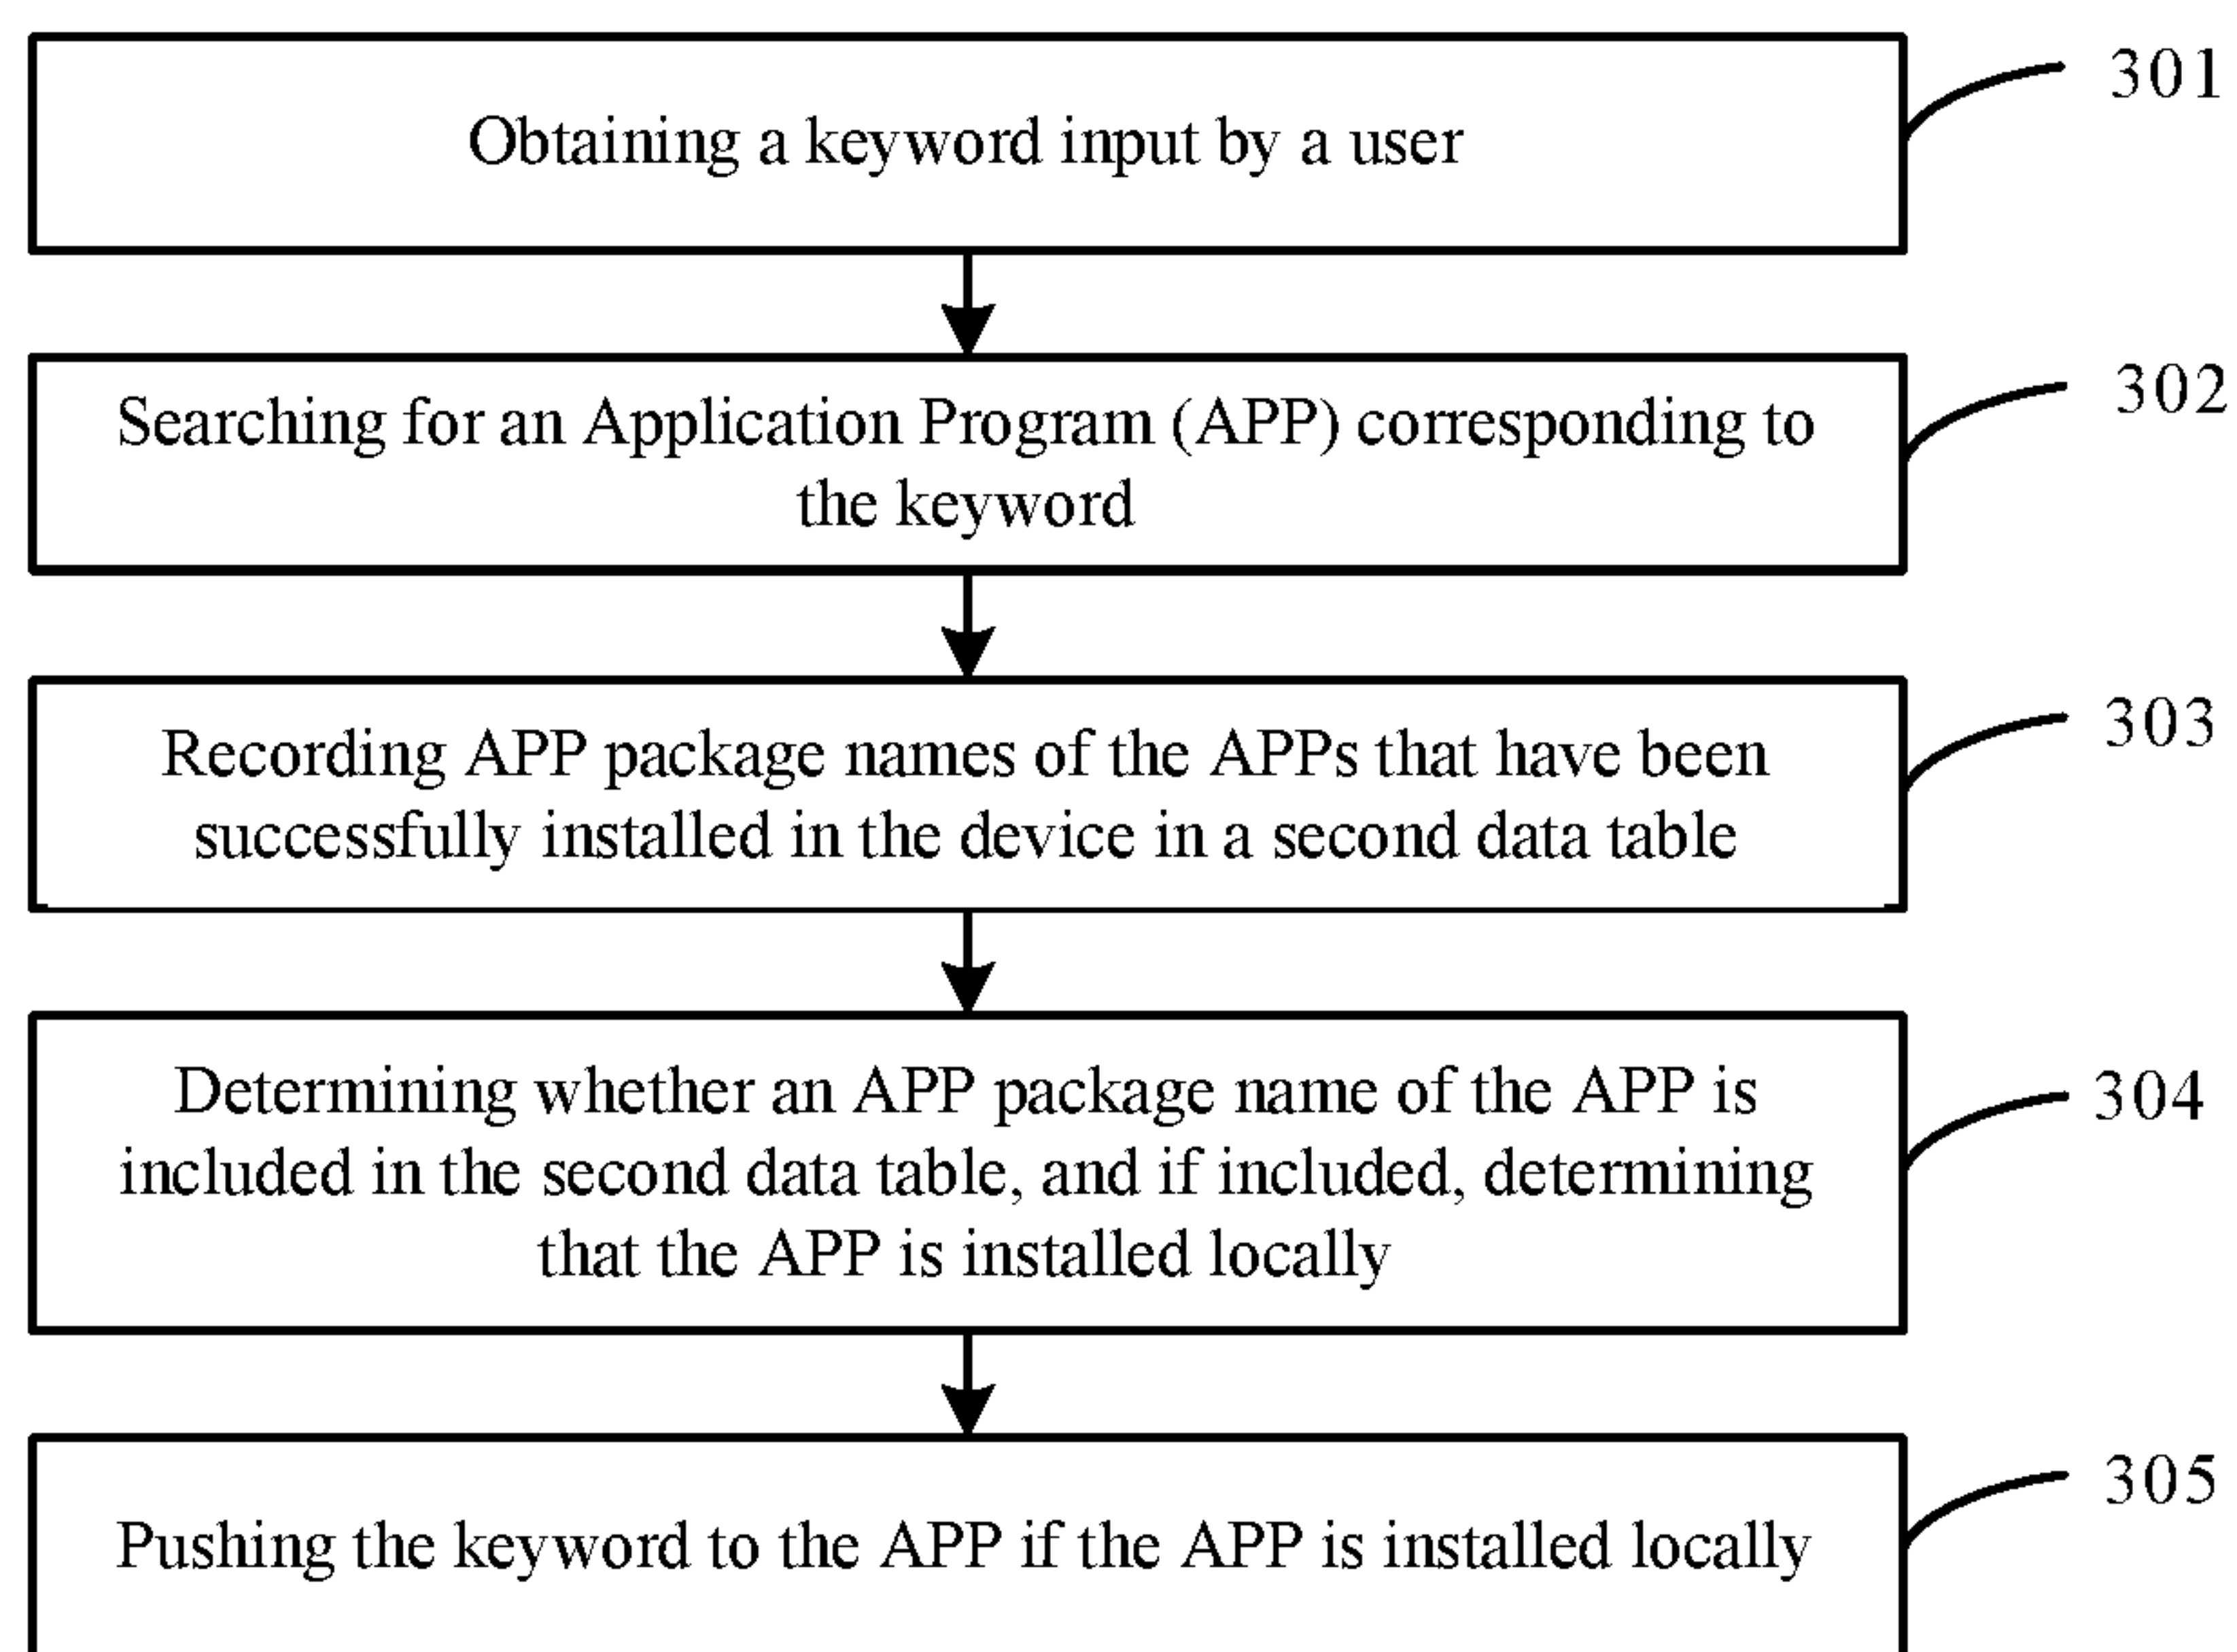 Obtaining a keyword input by a user
301
Searching for an Application Program (APP) corresponding to
the keyword
302
Recording APP package names of the APPs that have been
successfully installed in the device in a second data table
303
Determining whether an APP package name of the APP is
included in the second data table, and if included, determining
that the APP is installed locally
304
Pushing the keyword to the APP if the APP is installed locally
305